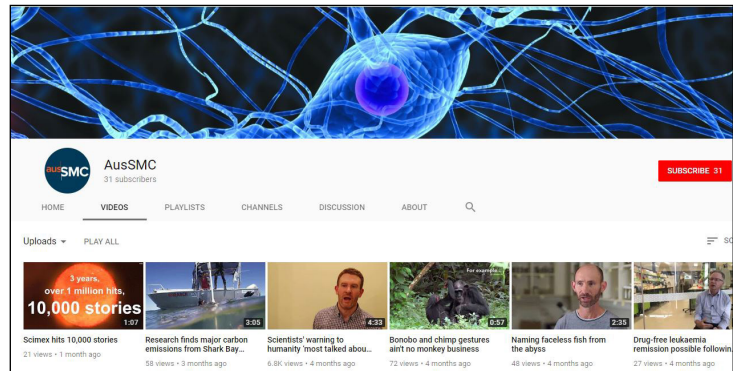 ausSMC
AusSMC
31 subscribers
SUBSCRIBE 31
HOME VIDEOS PLAYLISTS CHANNELS DISCUSSION ABOUT
Uploads PLAY ALL
3 years,
over 1 million hits,
10,000 stories
1:07
3:05
4:33
For example...
0:57
2:35
Scimex hits 10,000 stories
21 views • 1 month ago
Research finds major carbon
emissions from Shark Bay...
58 views • 3 months ago
Scientists' warning to
humanity 'most talked abou...
6.8K views • 4 months ago
Bonobo and chimp gestures
ain't no monkey business
72 views • 4 months ago
Naming faceless fish from
the abyss
48 views • 4 months ago
Drug-free leukaemia
remission possible followin
27 views • 4 months ago